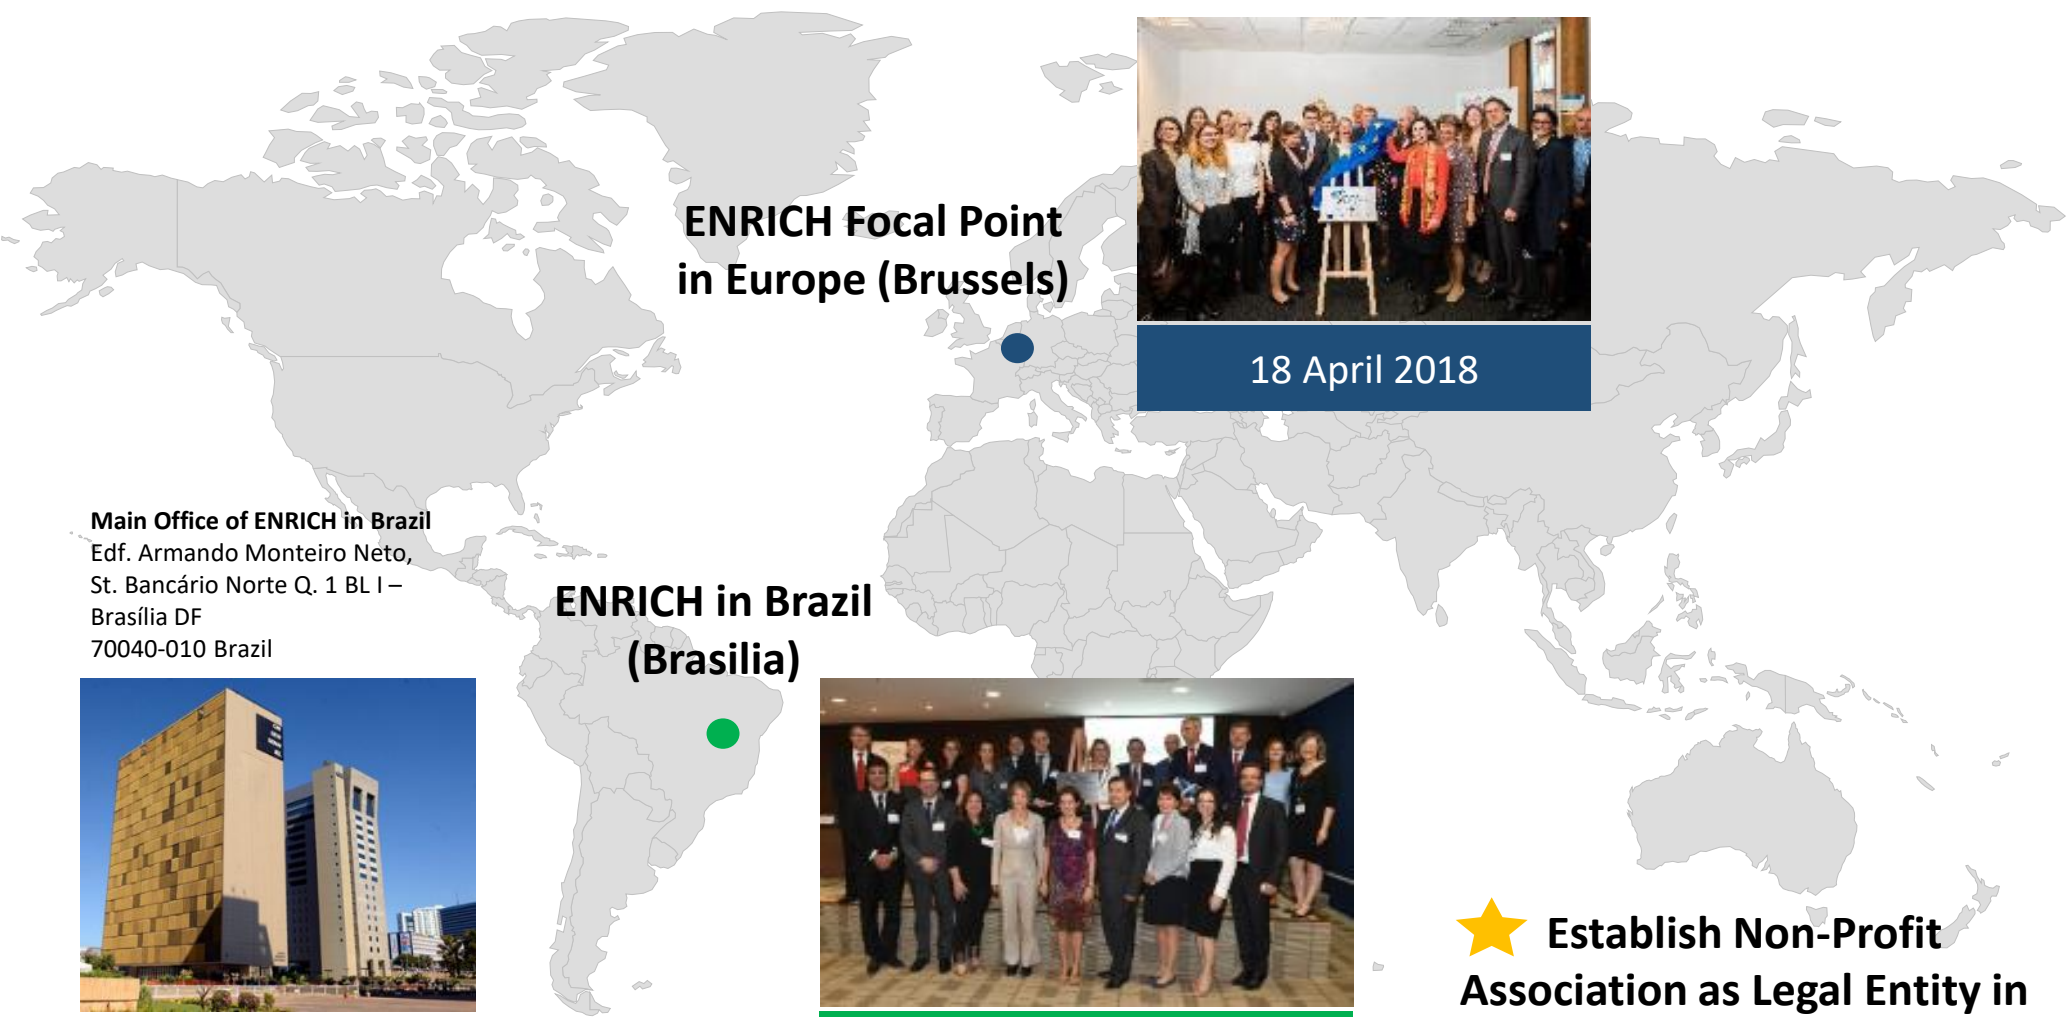 ENRICH Focal Point
in Europe (Brussels)
18 April 2018
Main Office of ENRICH in Brazil
Edf. Armando Monteiro Neto,
St. Bancário Norte Q. 1 BL I –
Brasília DF
70040-010 Brazil
ENRICH in Brazil
(Brasilia)
Establish Non-Profit
Association as Legal Entity in